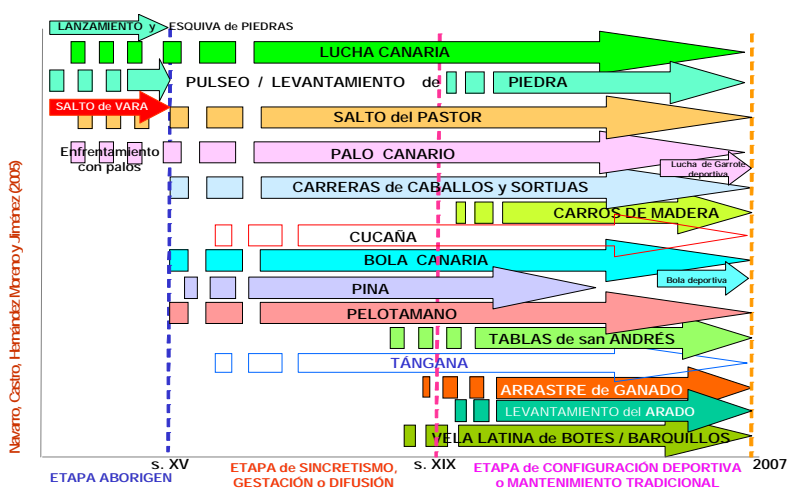 LANZAMIENTO y ESQUIVA de PIEDRAS
LUCHA CANARIA
PULSEO / LEVANTAMIENTO de PIEDRA
SALTO de VARA
SALTO del PASTOR
Enfrentamiento
con palos
PALO CANARIO
Lucha de Garrote
deportiva
CARRERAS de CABALLOS y SORTIJAS
CARROS DE MADERA
CUCAÑA
BOLA CANARIA
Bola deportiva
PINA
PELOTAMANO
TABLAS de san ANDRÉS
TÁNGANA
ARRASTRE de GANADO
LEVANTAMIENTO del ARADO
VELA LATINA de BOTES / BARQUILLOS
s. XV
s. XIX
2007
ETAPA ABORIGEN
ETAPA de SINCRETISMO,
GESTACIÓN o DIFUSIÓN
ETAPA de CONFIGURACIÓN DEPORTIVA
o MANTENIMIENTO TRADICIONAL
Navarro, Castro, Hernández Moreno y Jiménez (2005)